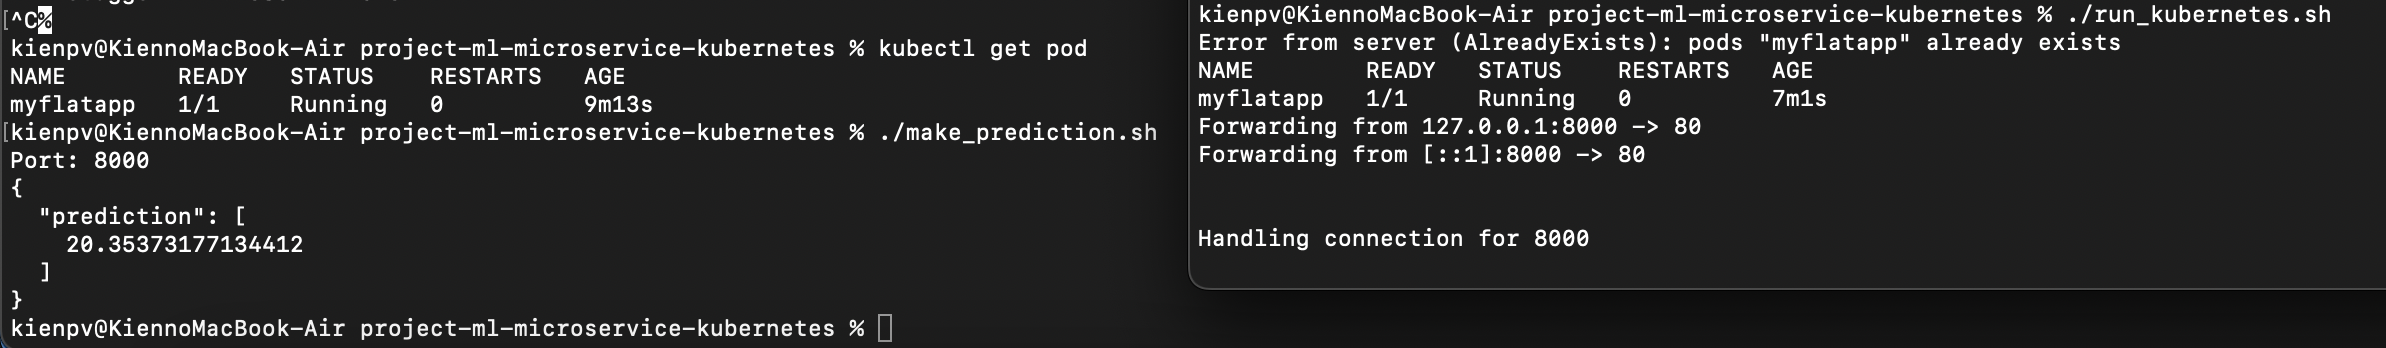 [^C%
kienpv@KiennoMacBook-Air project-ml-microservice-kubernetes % kubectl get pod
NAME        READY   STATUS    RESTARTS   AGE
myflatapp   1/1     Running   0          9m13s
[kienpv@KiennoMacBook-Air project-ml-microservice-kubernetes % ./make_prediction.sh
Port: 8000
{
  "prediction": [
    20.35373177134412
  ]
}
kienpv@KiennoMacBook-Air project-ml-microservice-kubernetes %
kienpv@KiennoMacBook-Air project-ml-microservice-kubernetes % ./run_kubernetes.sh
Error from server (AlreadyExists): pods "myflatapp" already exists
NAME        READY   STATUS    RESTARTS   AGE
myflatapp   1/1     Running   0          7m1s
Forwarding from 127.0.0.1:8000 -> 80
Forwarding from [::1]:8000 -> 80
Handling connection for 8000